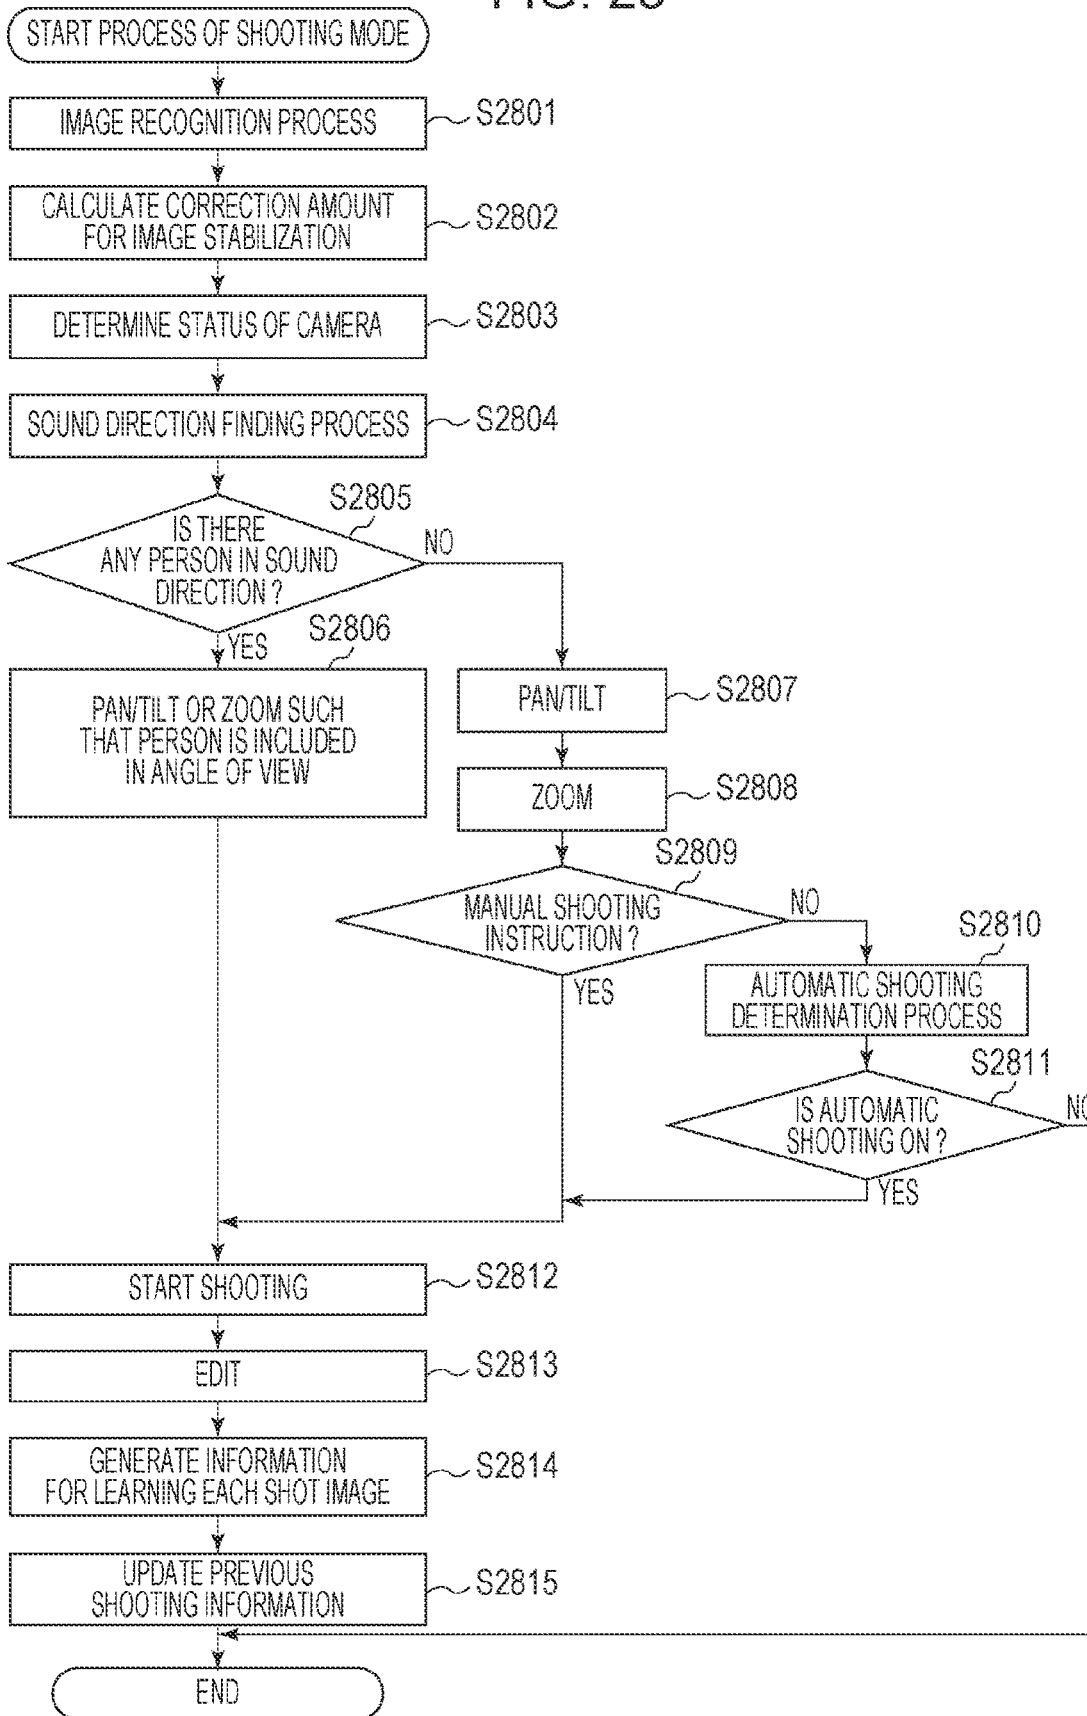 START PROCESS OF SHOOTING MODE
IMAGE RECOGNITION PROCESS
S2801
CALCULATE CORRECTION AMOUNT
FOR IMAGE STABILIZATION
S2802
DETERMINE STATUS OF CAMERA
S2803
SOUND DIRECTION FINDING PROCESS
S2804
S2805
IS THERE
ANY PERSON IN SOUND
DIRECTION ?
NO
YES
S2806
PAN/TILT OR ZOOM SUCH
THAT PERSON IS INCLUDED
IN ANGLE OF VIEW
PAN/TILT
S2807
ZOOM
S2808
S2809
MANUAL SHOOTING
INSTRUCTION ?
NO
YES
S2810
AUTOMATIC SHOOTING
DETERMINATION PROCESS
S2811
IS AUTOMATIC
SHOOTING ON ?
NO
YES
START SHOOTING
S2812
EDIT
S2813
GENERATE INFORMATION
FOR LEARNING EACH SHOT IMAGE
S2814
UPDATE PREVIOUS
SHOOTING INFORMATION
S2815
END